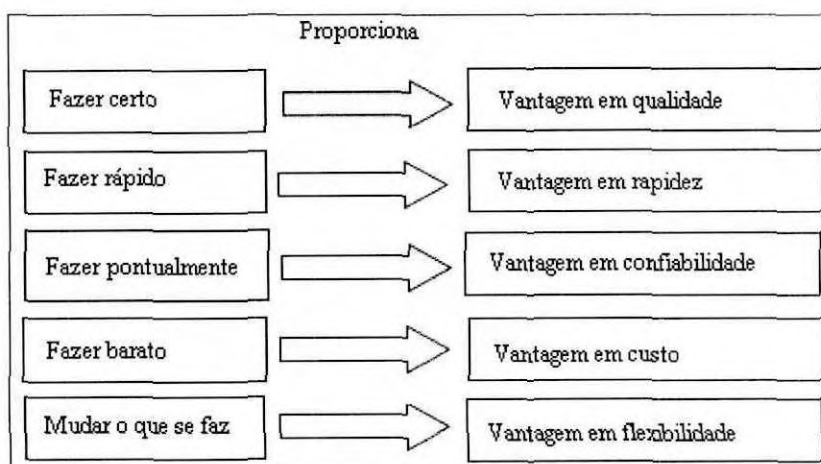 Proporciona
Fazer certo
Vantagem em qualidade
Fazer rápido
Vantagem em rapidez
Fazer pontualmente
Vantagem em confiabilidade
Fazer barato
Vantagem em custo
Mudar o que se faz
Vantagem em flexibilidade